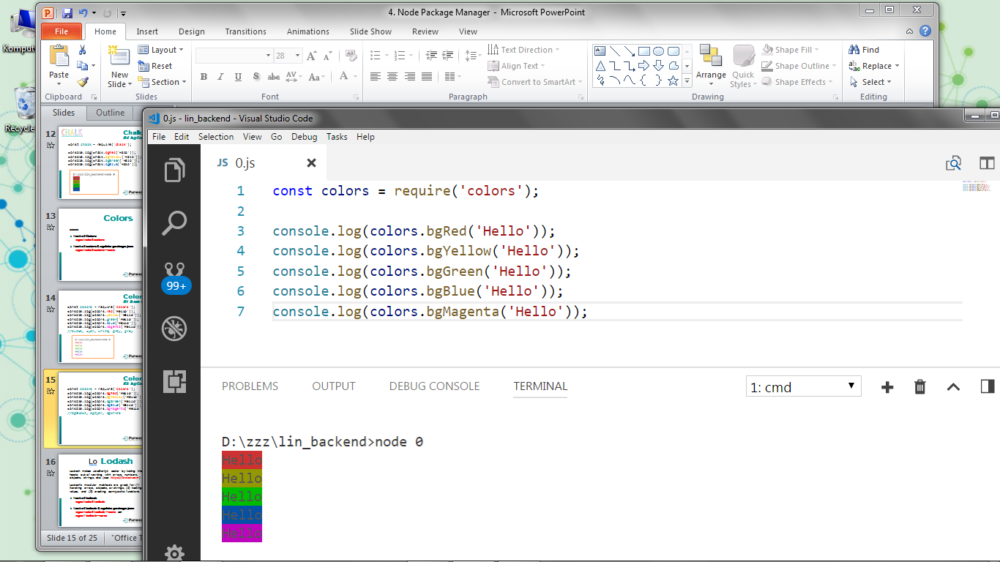 4. Node Package Manager - Microsoft PowerPoint
File Home Insert Design Transitions Animations Slide Show Review View
Komput
Paste
Clipboard
New
Slide
Layout
Reset
Section
Slides
28
B I U S abc AV Aa A
Font
Text Direction
Align Text
Convert to SmartArt
Paragraph
Arrange
Quick
Styles
Shape Fill
Shape Outline
Shape Effects
Drawing
Find
Replace
Select
Editing
Recycle
Slides Outline
12
CHALK
13
Colors
14
15
16
Lo Lodash
Slide 15 of 25
"Office T
0.js - lin_backend - Visual Studio Code
File Edit Selection View Go Debug Tasks Help
JS 0.js
99+
1 const colors = require('colors');
2
3 console.log(colors.bgRed('Hello'));
4 console.log(colors.bgYellow('Hello'));
5 console.log(colors.bgGreen('Hello'));
6 console.log(colors.bgBlue('Hello'));
7 console.log(colors.bgMagenta('Hello'));
PROBLEMS OUTPUT DEBUG CONSOLE TERMINAL
1: cmd
D:\zzz\lin_backend>node 0
Hello
Hello
Hello
Hello
Hello